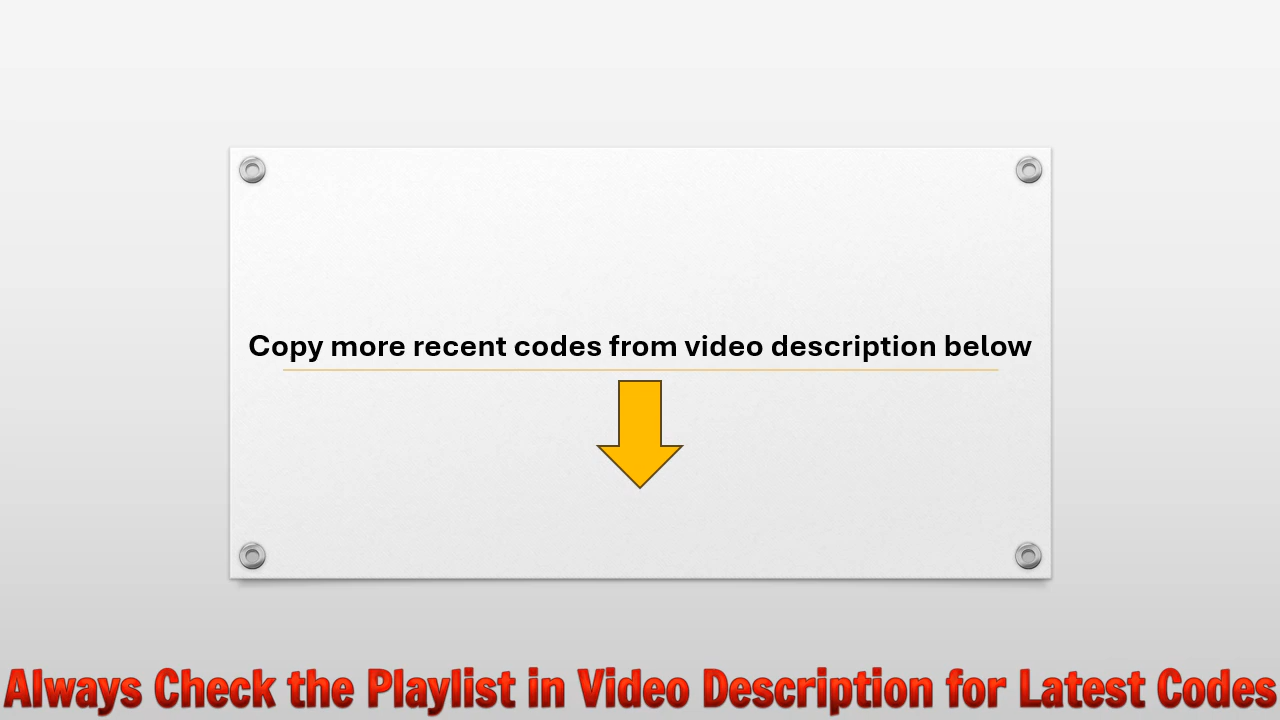 Copy more recent codes from video description below
Always Check the Playlist in Video Description for Latest Codes